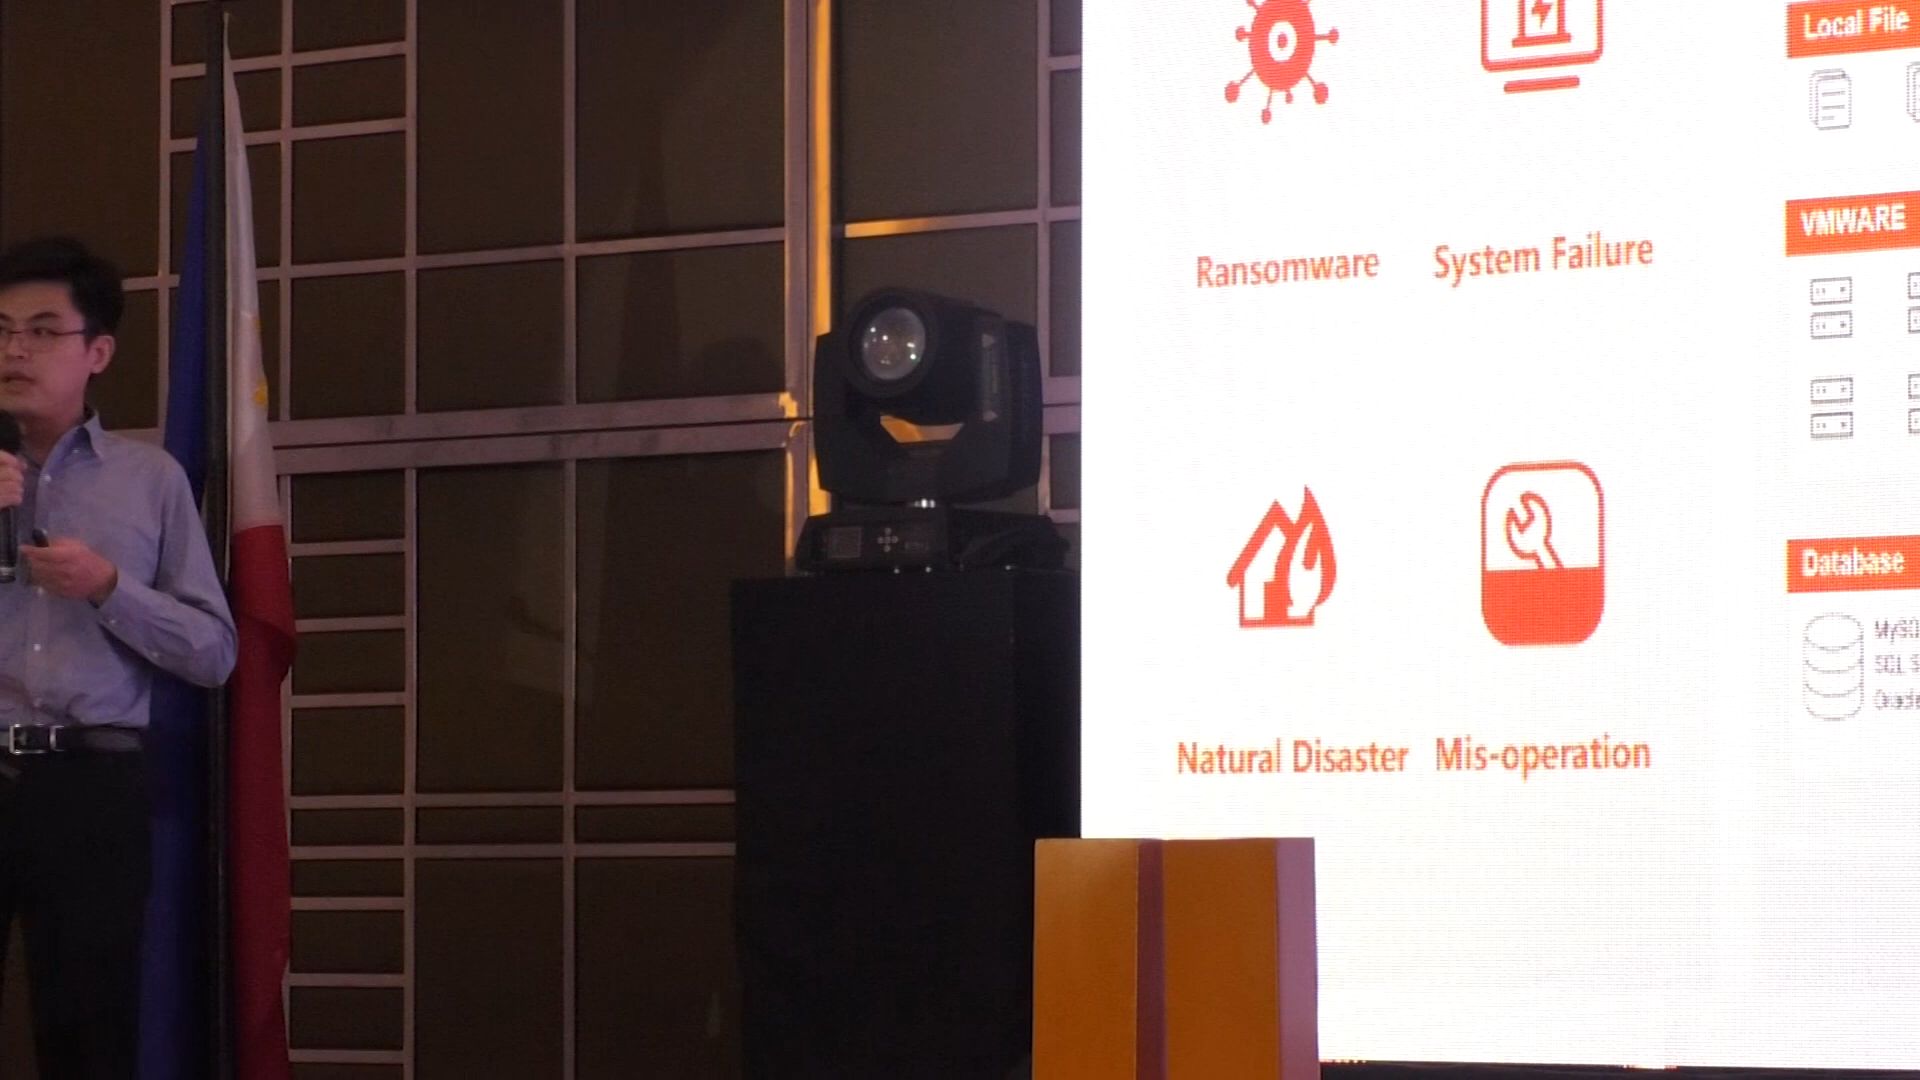 Ransomware
System Failure
Natural Disaster
Mis-operation
Local File
VMWARE
Database